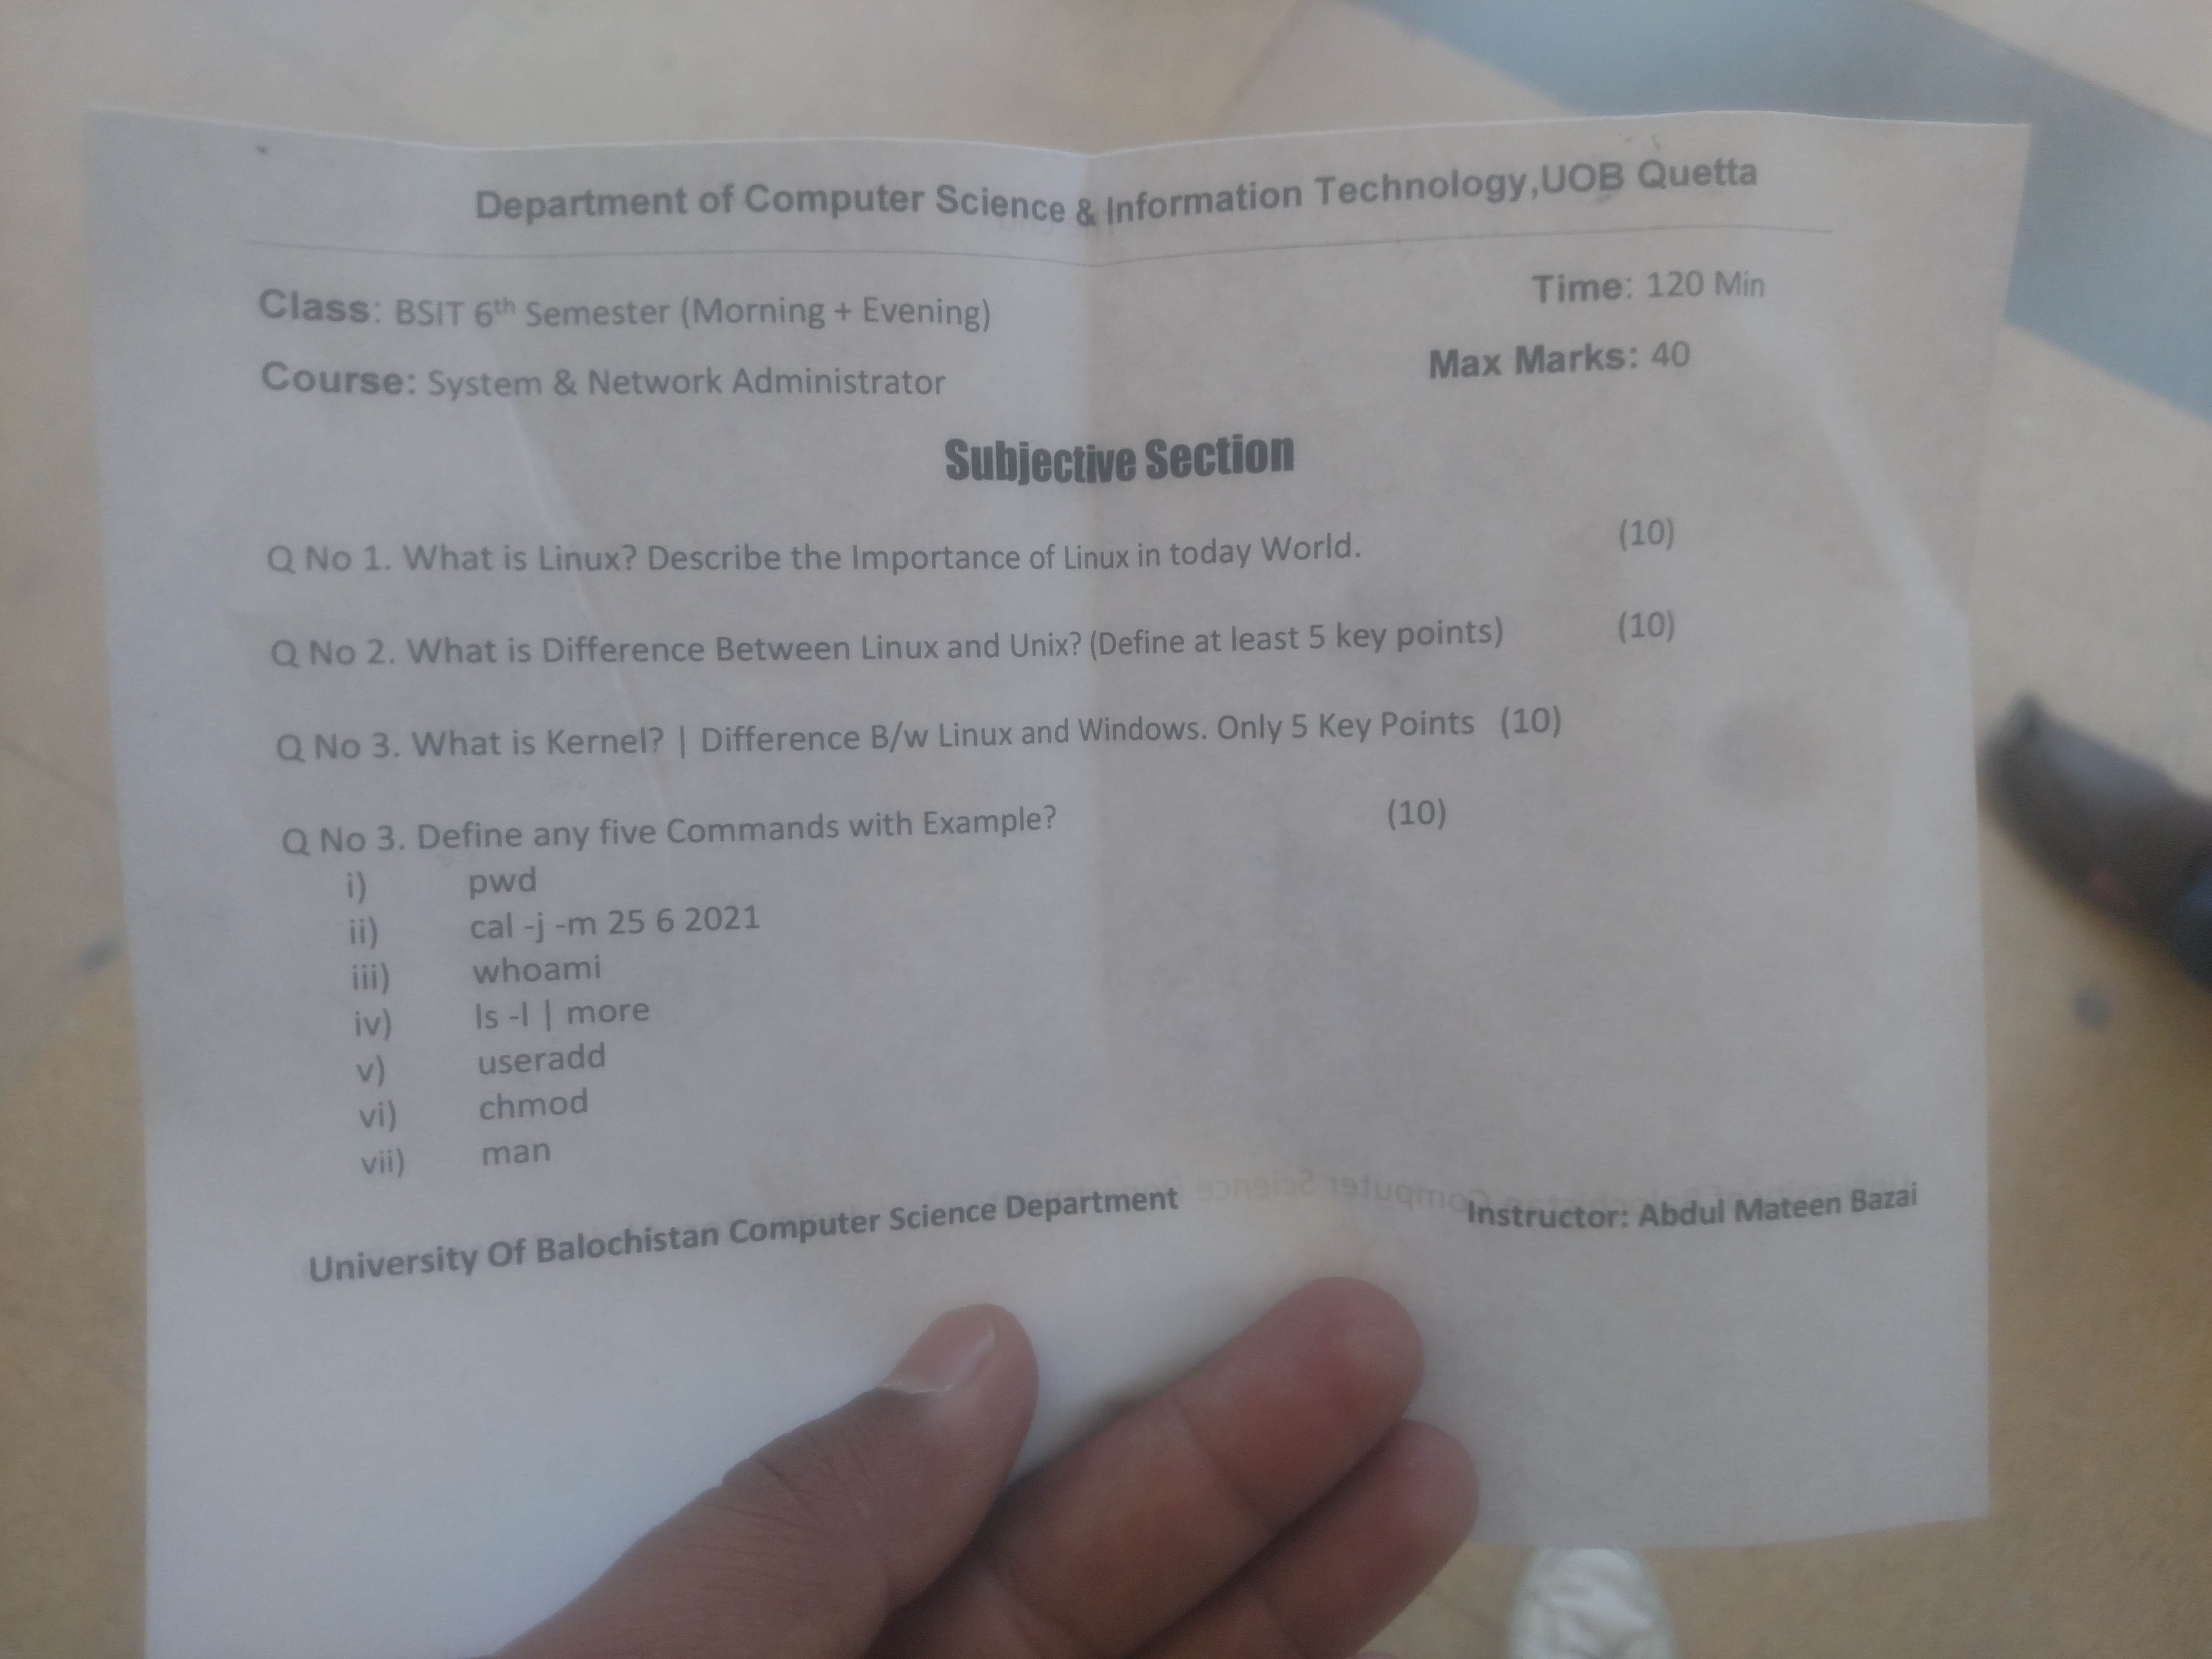 Department of Computer Science & Information Technology,UOB Quetta
Class: BSIT 6th Semester (Morning + Evening) Time: 120 Min
Course: System & Network Administrator Max Marks: 40
Subjective Section
Q No 1. What is Linux? Describe the Importance of Linux in today World. (10)
Q No 2. What is Difference Between Linux and Unix? (Define at least 5 key points) (10)
Q No 3. What is Kernel? | Difference B/w Linux and Windows. Only 5 Key Points (10)
Q No 3. Define any five Commands with Example? (10)
i) pwd
ii) cal -j -m 25 6 2021
iii) whoami
iv) ls -l | more
v) useradd
vi) chmod
vii) man
University Of Balochistan Computer Science Department Instructor: Abdul Mateen Bazai